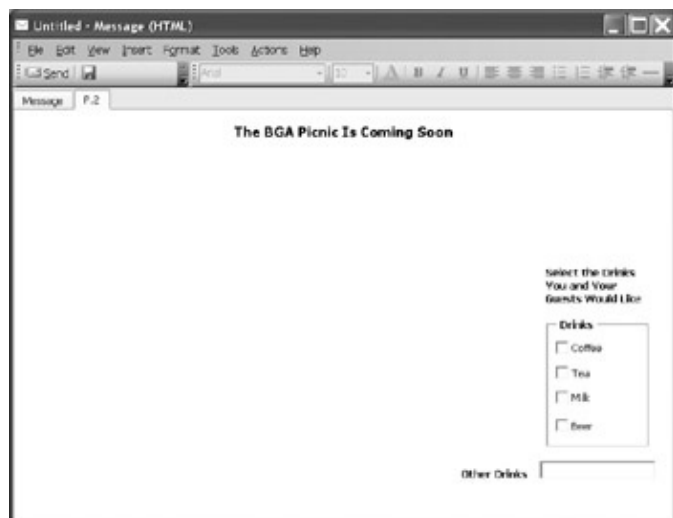 Untitled - Message (HTML)
File Edit View Insert Format Tools Actions Help
Send Arial 10 A B I U
Message P.2
The BGA Picnic Is Coming Soon
Select the Drinks
You and Your
Guests Would Like
Drinks
Coffee
Tea
Milk
Beer
Other Drinks